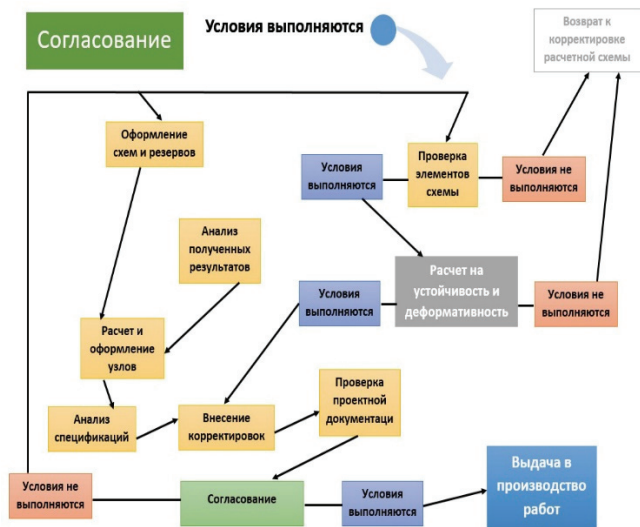 Согласование
Условия выполняются
Возврат к
корректировке
расчетной схемы
Оформление
схем и резервов
Условия
выполняются
Проверка
элементов
схемы
Условия не
выполняются
Анализ
полученных
результатов
Расчет на
устойчивость и
деформативность
Условия
выполняются
Условия не
выполняются
Расчет и
оформление
узлов
Проверка
проектной
документаци
Анализ
спецификаций
Внесение
корректировок
Условия не
выполняются
Согласование
Условия
выполняются
Выдача в
производство
работ